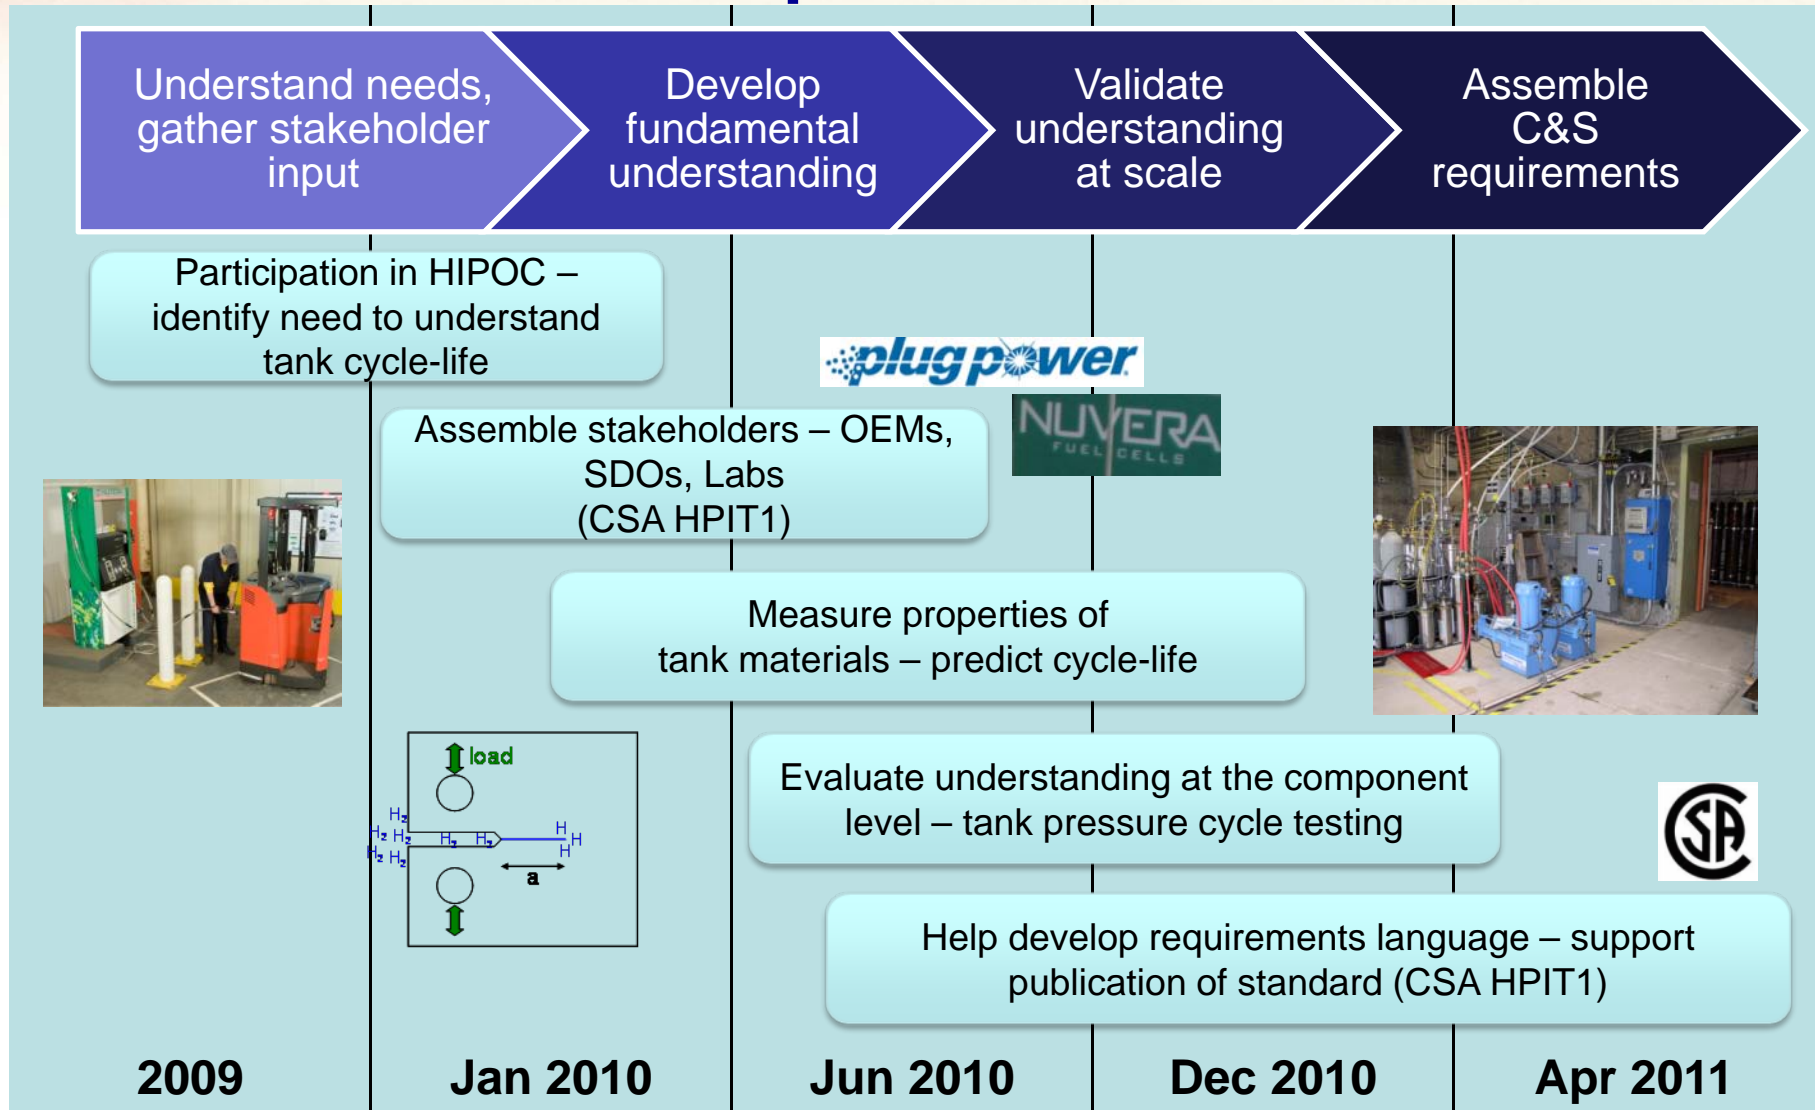 Understand needs,
gather stakeholder
input
Develop
fundamental
understanding
Validate
understanding
at scale
Assemble
C&S
requirements
Participation in HIPOC –
identify need to understand
tank cycle-life
plug power
Assemble stakeholders – OEMs,
SDOs, Labs
(CSA HPIT1)
NUVERA
FUEL CELLS
Measure properties of
tank materials – predict cycle-life
load
H₂
H₂ H₂ H₂ H₂
H₂ H₂
H
H H
H
a
Evaluate understanding at the component
level – tank pressure cycle testing
CSA
Help develop requirements language – support
publication of standard (CSA HPIT1)
2009
Jan 2010
Jun 2010
Dec 2010
Apr 2011